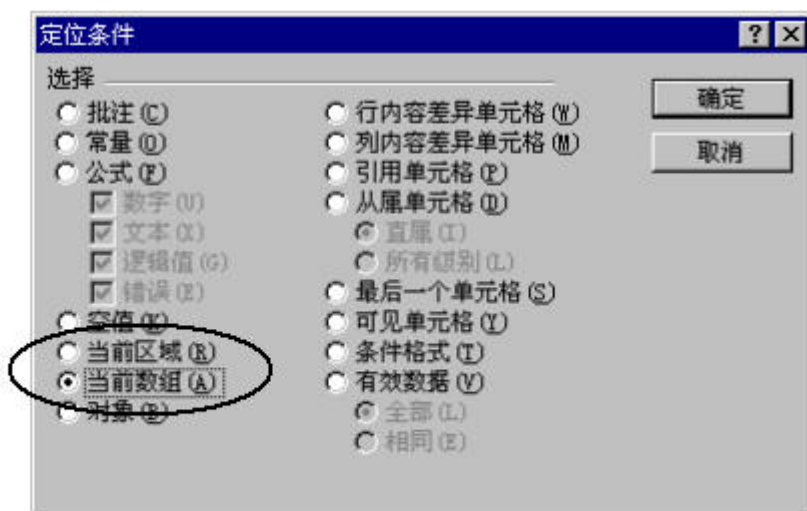 定位条件
选择
批注(C)
常量(O)
公式(F)
数字(U)
文本(X)
逻辑值(G)
错误(E)
空值(K)
当前区域(R)
当前数组(A)
对象(B)
行内容差异单元格(W)
列内容差异单元格(M)
引用单元格(P)
从属单元格(D)
直属(I)
所有级别(L)
最后一个单元格(S)
可见单元格(Y)
条件格式(T)
有效数据(V)
全部(L)
相同(E)
确定
取消